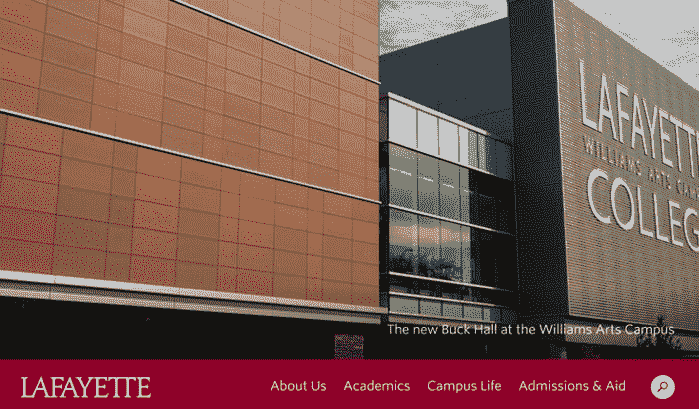 LAFAYETTE
WILLIAMS ARTS
COLLEG
The new Buck Hall at the Williams Arts Campus
LAFAYETTE
About Us
Academics
Campus Life
Admissions & Aid